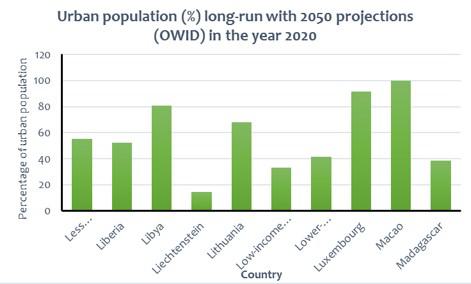 Urban population (%) long-run with 2050 projections
(OWID) in the year 2020
Percentage of urban population
120
100
80
60
40
20
0
Less...
Liberia
Libya
Liechtenstein
Lithuania
Low-income...
Lower-...
Luxembourg
Macao
Madagascar
Country